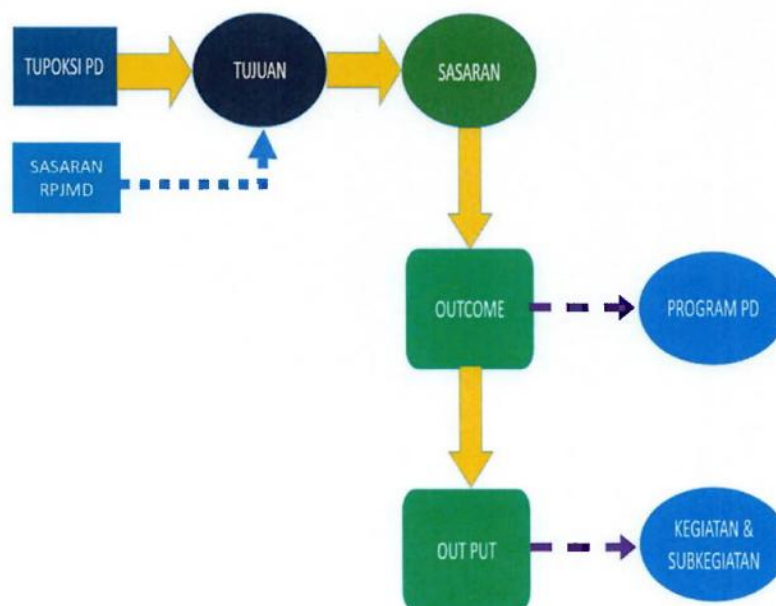 TUPOKSI PD
TUJUAN
SASARAN
SASARAN
RPJMD
OUTCOME
PROGRAM PD
OUT PUT
KEGIATAN &
SUBKEGIATAN